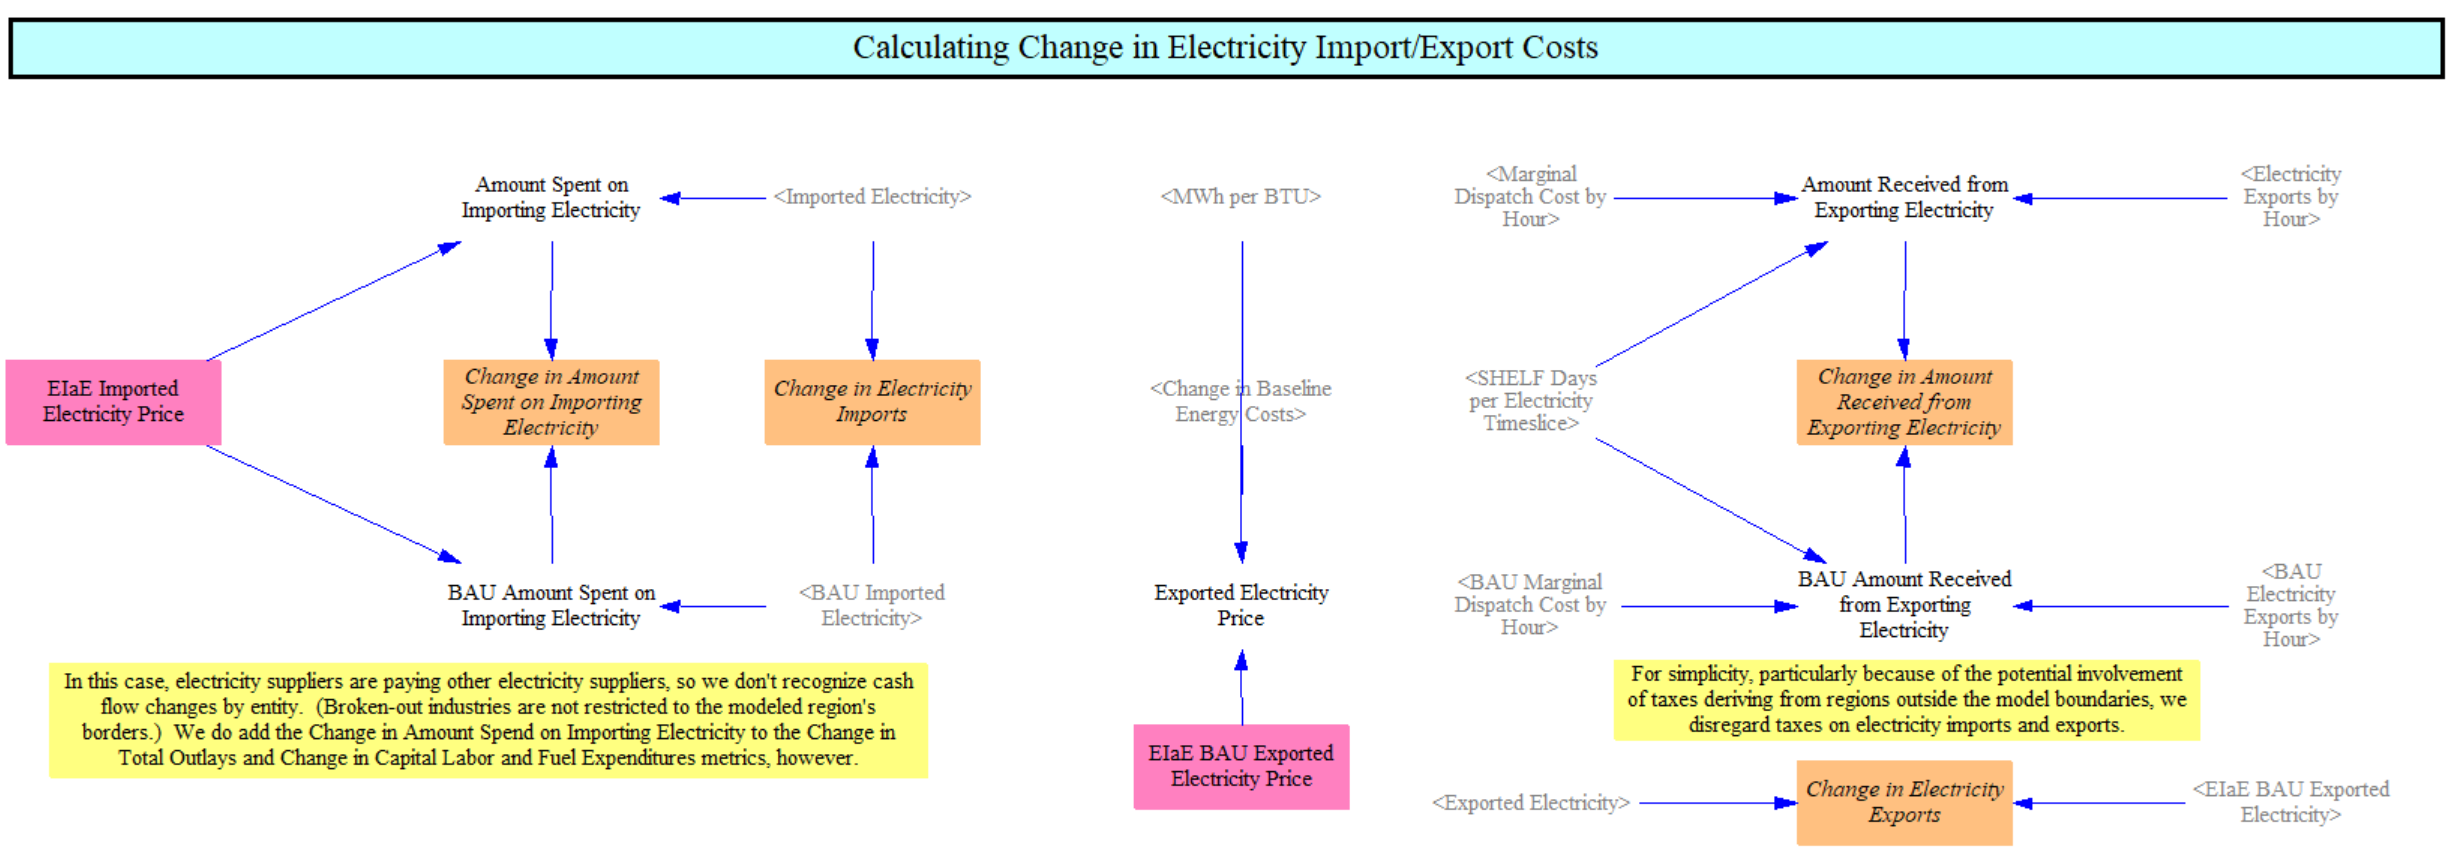 Calculating Change in Electricity Import/Export Costs
Amount Spent on
Importing Electricity
<Imported Electricity>
<MWh per BTU>
<Marginal
Dispatch Cost by
Hour>
Amount Received from
Exporting Electricity
<Electricity
Exports by
Hour>
EIaE Imported
Electricity Price
Change in Amount
Spent on Importing
Electricity
Change in Electricity
Imports
<Change in Baseline
Energy Costs>
<SHELF Days
per Electricity
Timeslice>
Change in Amount
Received from
Exporting Electricity
BAU Amount Spent on
Importing Electricity
<BAU Imported
Electricity>
Exported Electricity
Price
<BAU Marginal
Dispatch Cost by
Hour>
BAU Amount Received
from Exporting
Electricity
<BAU
Electricity
Exports by
Hour>
In this case, electricity suppliers are paying other electricity suppliers, so we don't recognize cash
flow changes by entity.  (Broken-out industries are not restricted to the modeled region's
borders.)  We do add the Change in Amount Spend on Importing Electricity to the Change in
Total Outlays and Change in Capital Labor and Fuel Expenditures metrics, however.
EIaE BAU Exported
Electricity Price
For simplicity, particularly because of the potential involvement
of taxes deriving from regions outside the model boundaries, we
disregard taxes on electricity imports and exports.
<Exported Electricity>
Change in Electricity
Exports
<EIaE BAU Exported
Electricity>